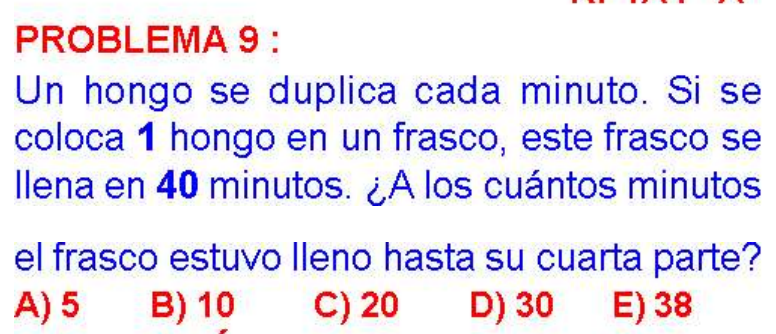 PROBLEMA 9 :
Un hongo se duplica cada minuto. Si se
coloca 1 hongo en un frasco, este frasco se
llena en 40 minutos. ¿A los cuántos minutos
el frasco estuvo lleno hasta su cuarta parte?
A) 5 B) 10 C) 20 D) 30 E) 38